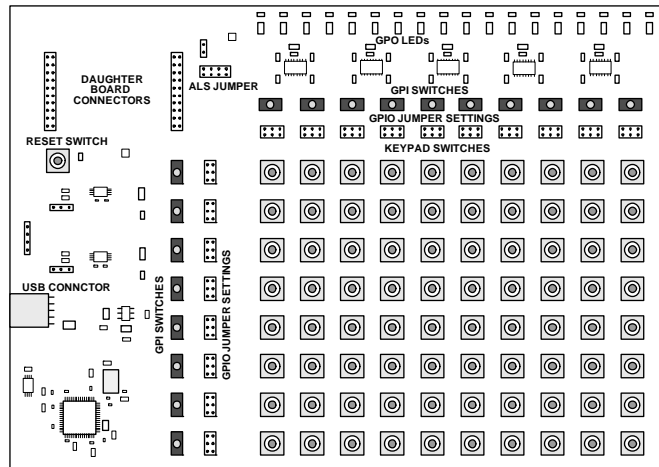 GPO LEDs
DAUGHTER
BOARD
CONNECTORS
ALS JUMPER
GPI SWITCHES
GPIO JUMPER SETTINGS
RESET SWITCH
KEYPAD SWITCHES
USB CONNCTOR
GPI SWITCHES
GPIO JUMPER SETTINGS